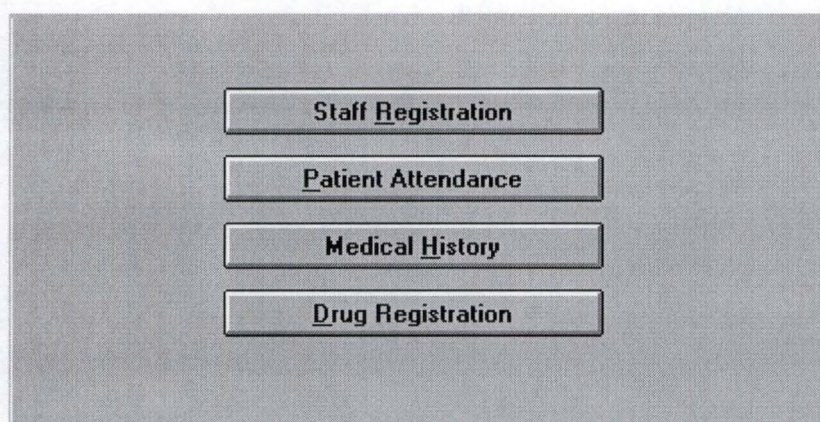 Staff Registration
Patient Attendance
Medical History
Drug Registration